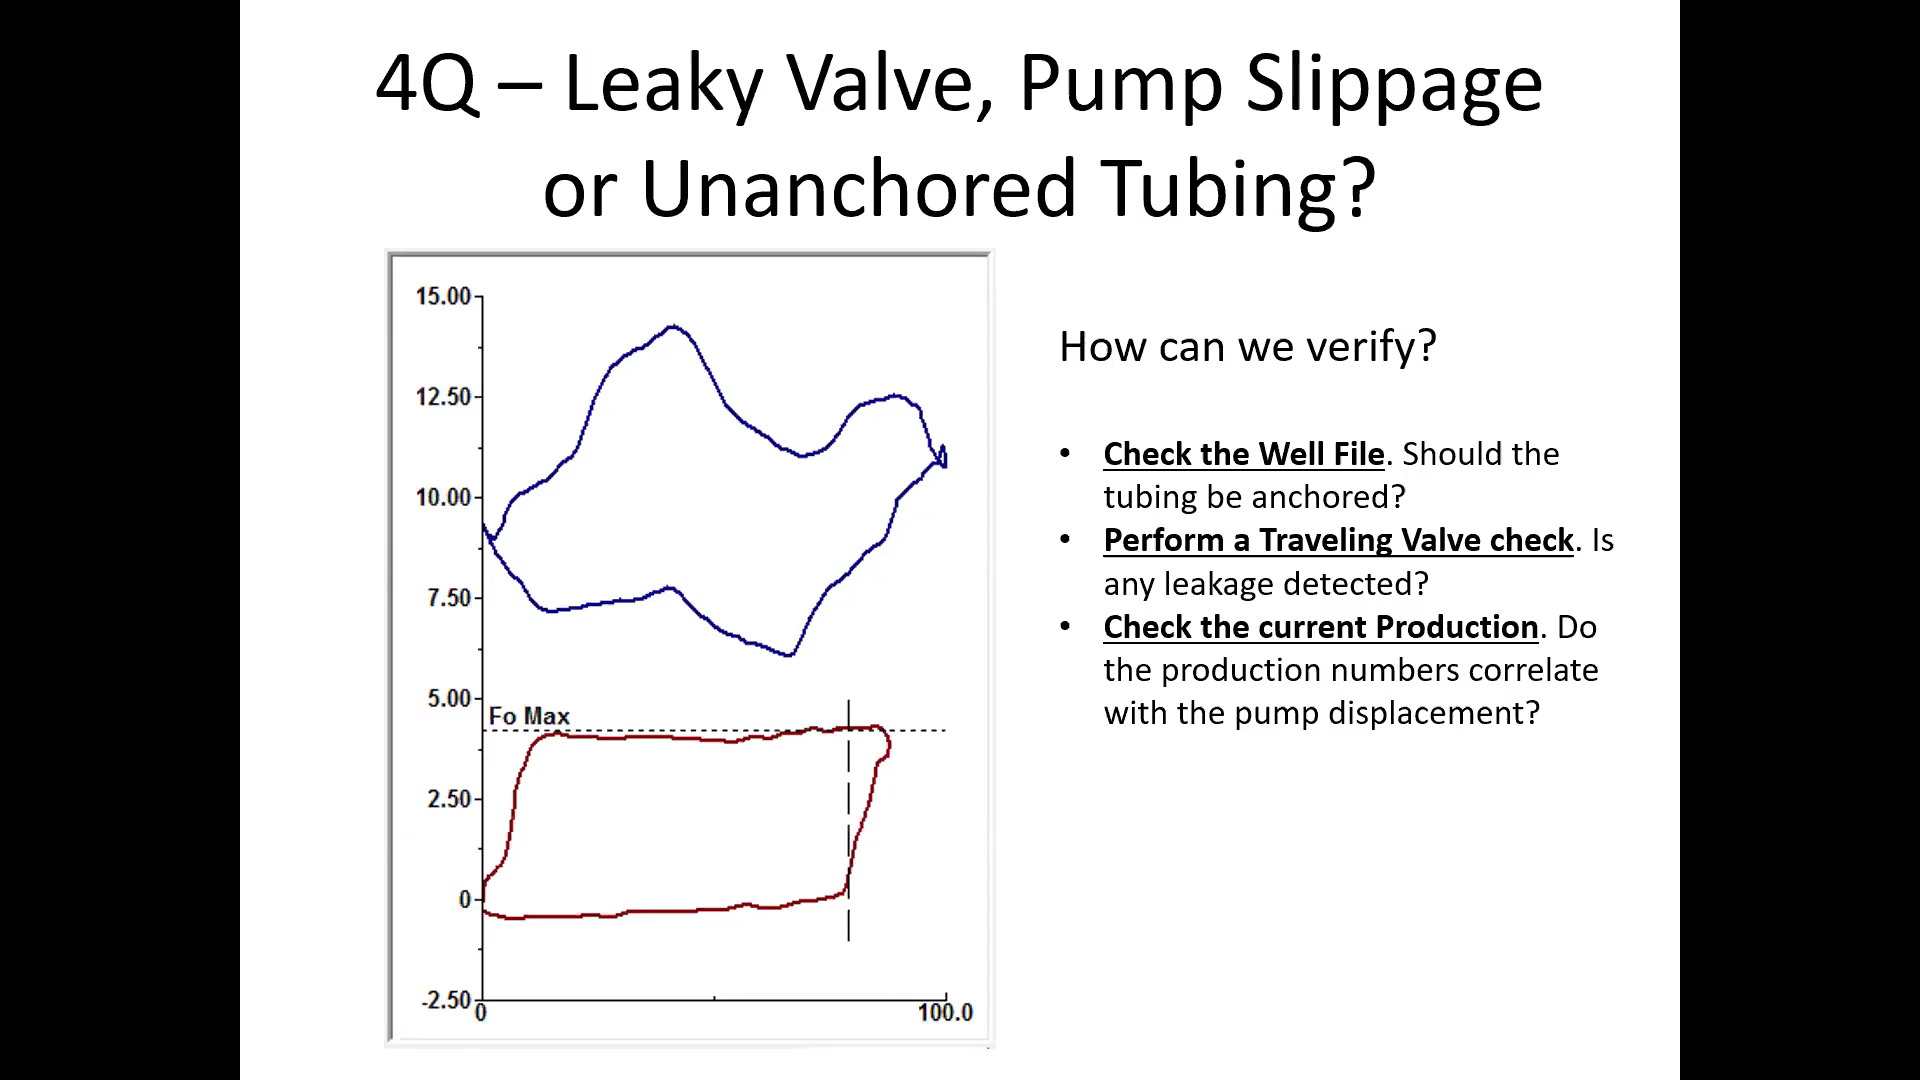 4Q – Leaky Valve, Pump Slippage
or Unanchored Tubing?
15.00
12.50
10.00
7.50
5.00
Fo Max
2.50
0
-2.50
0
100.0
How can we verify?
• Check the Well File. Should the
tubing be anchored?
• Perform a Traveling Valve check. Is
any leakage detected?
• Check the current Production. Do
the production numbers correlate
with the pump displacement?